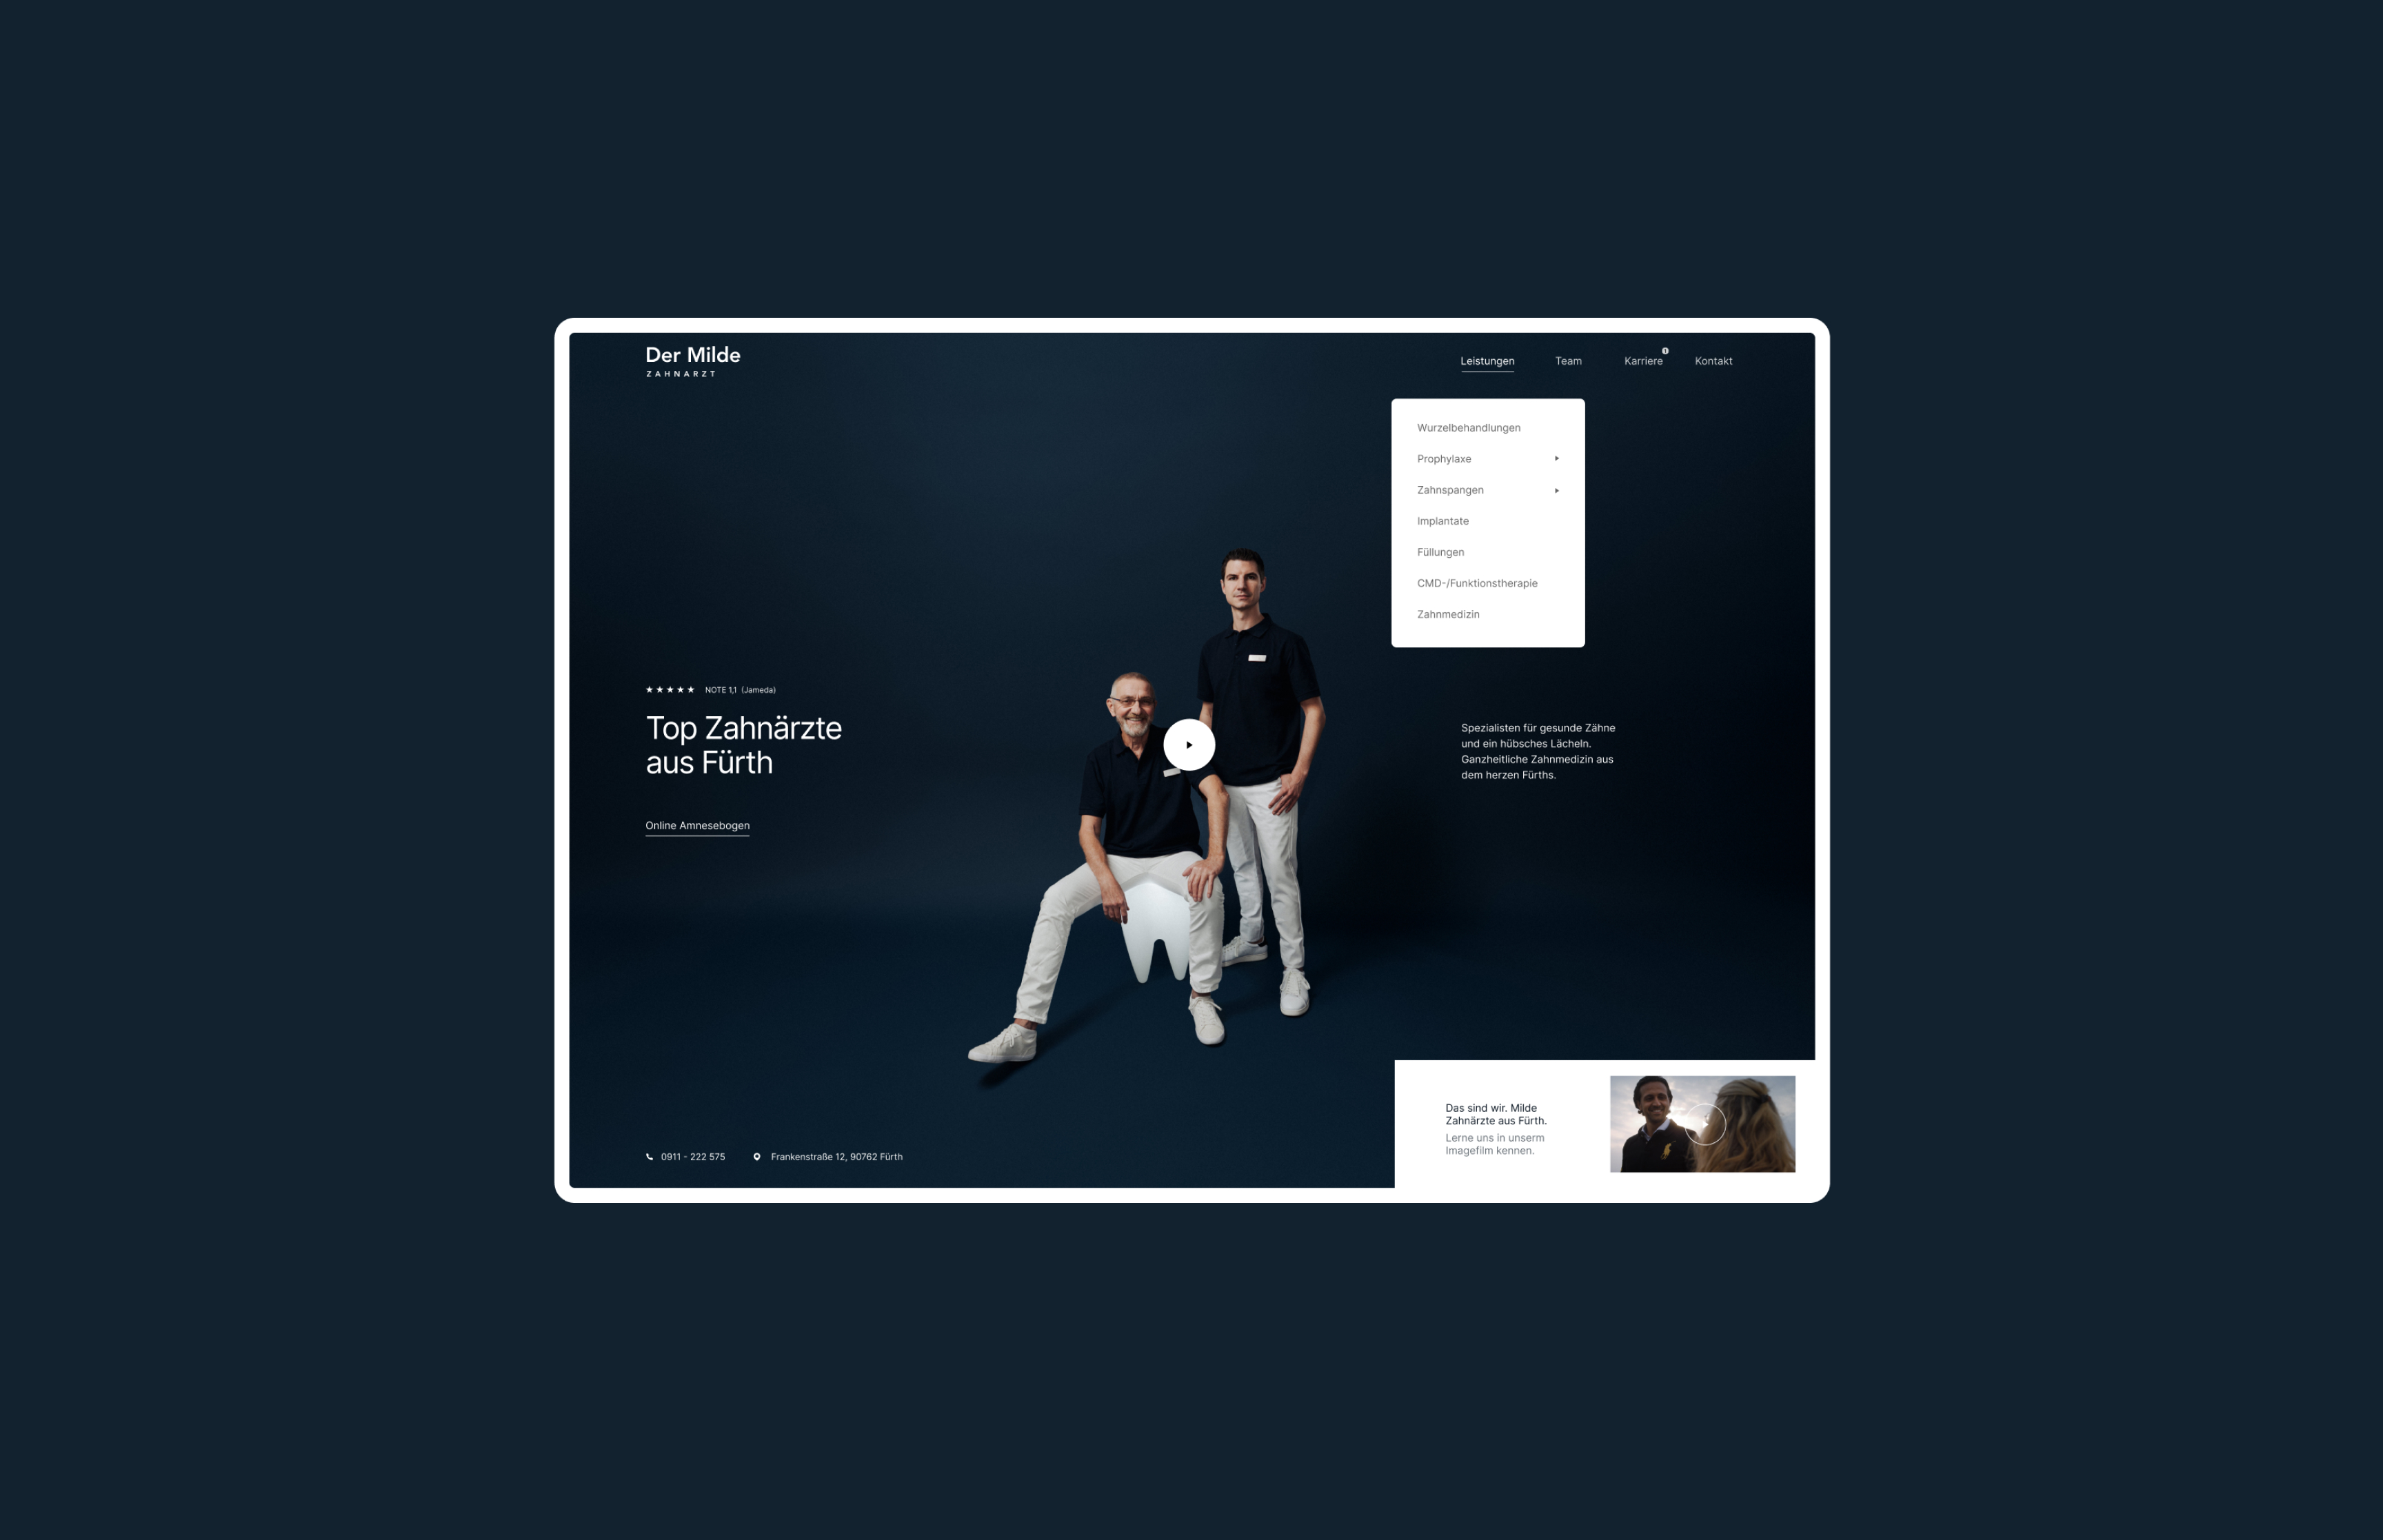 Der Milde
ZAHNARZT
Leistungen
Team
Karriere
1
Kontakt
Wurzelbehandlungen
Prophylaxe
Zahnspangen
Implantate
Füllungen
CMD-/Funktionstherapie
Zahnmedizin
NOTE 1,1 (Jameda)
Top Zahnärzte
aus Fürth
Online Amnesebogen
Spezialisten für gesunde Zähne
und ein hübsches Lächeln.
Ganzheitliche Zahnmedizin aus
dem herzen Fürths.
0911 - 222 575
Frankenstraße 12, 90762 Fürth
Das sind wir. Milde
Zahnärzte aus Fürth.
Lerne uns in unserm
Imagefilm kennen.